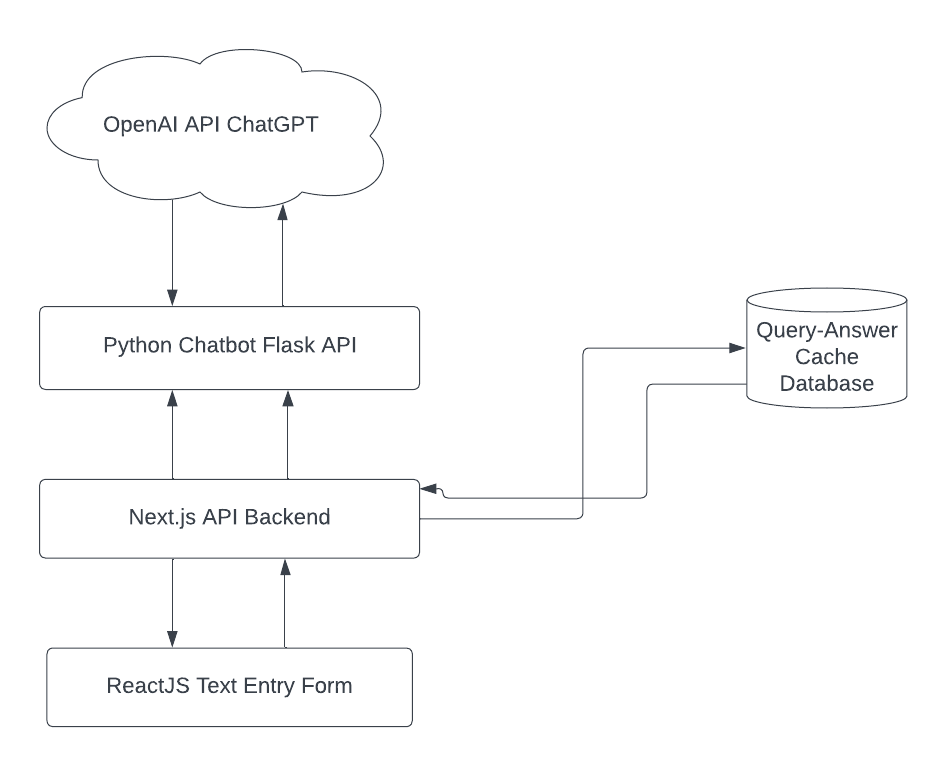 OpenAI API ChatGPT
Python Chatbot Flask API
Query-Answer
Cache
Database
Next.js API Backend
ReactJS Text Entry Form